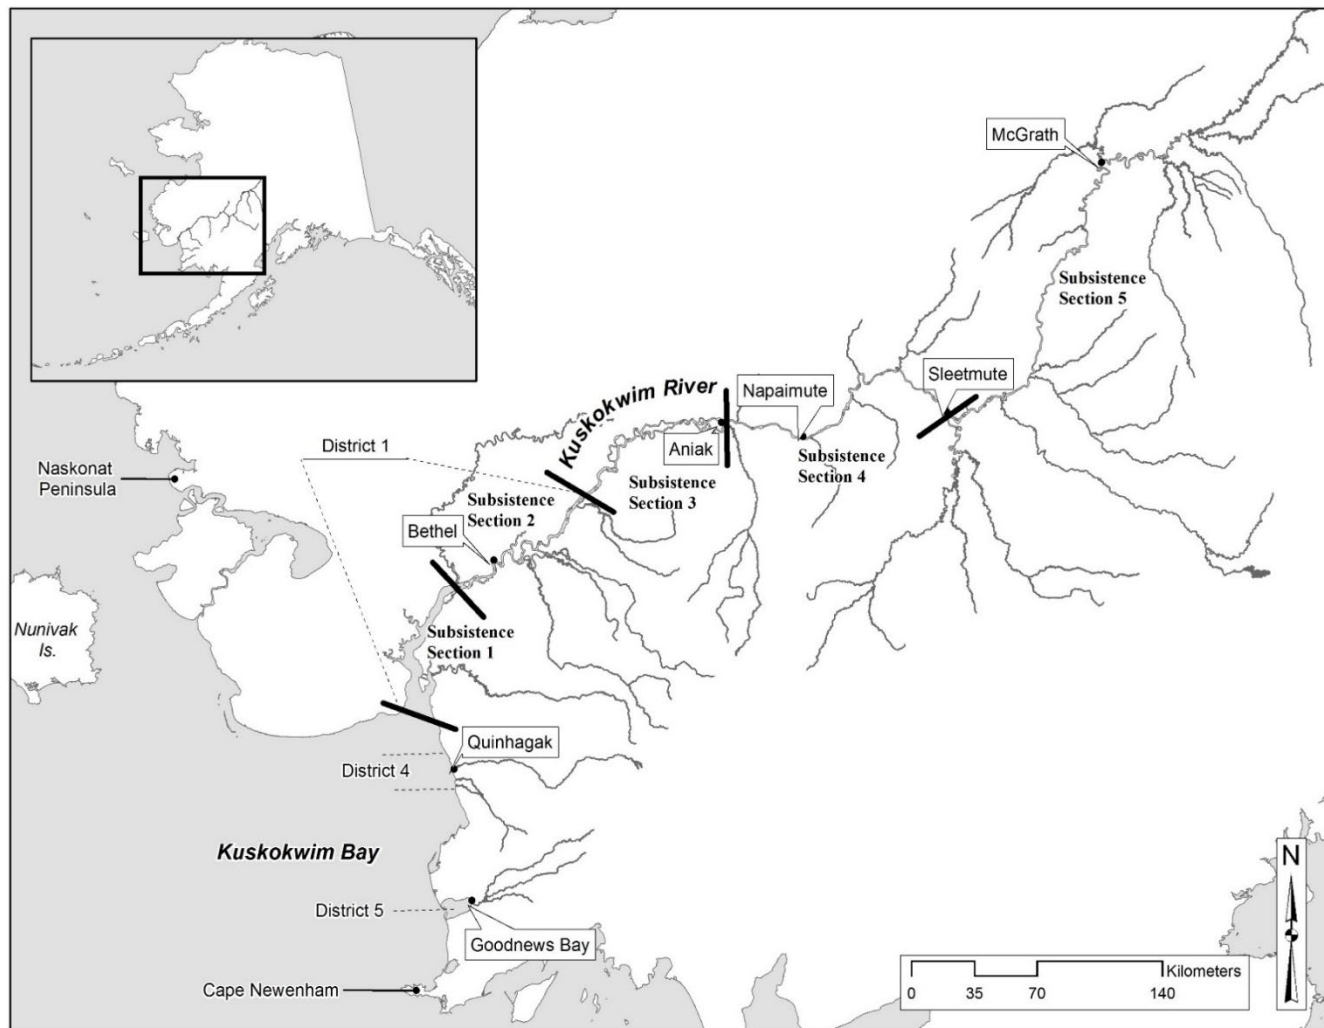 McGrath
Subsistence
Section 5
Sleetmute
Napaimute
Kuskokwim River
Aniak
Subsistence
Section 4
District 1
Naskonat
Peninsula
Subsistence
Section 3
Subsistence
Section 2
Bethel
Nunivak
Is.
Subsistence
Section 1
Quinhagak
District 4
Kuskokwim Bay
N
District 5
Goodnews Bay
Cape Newenham
Kilometers
0 35 70 140